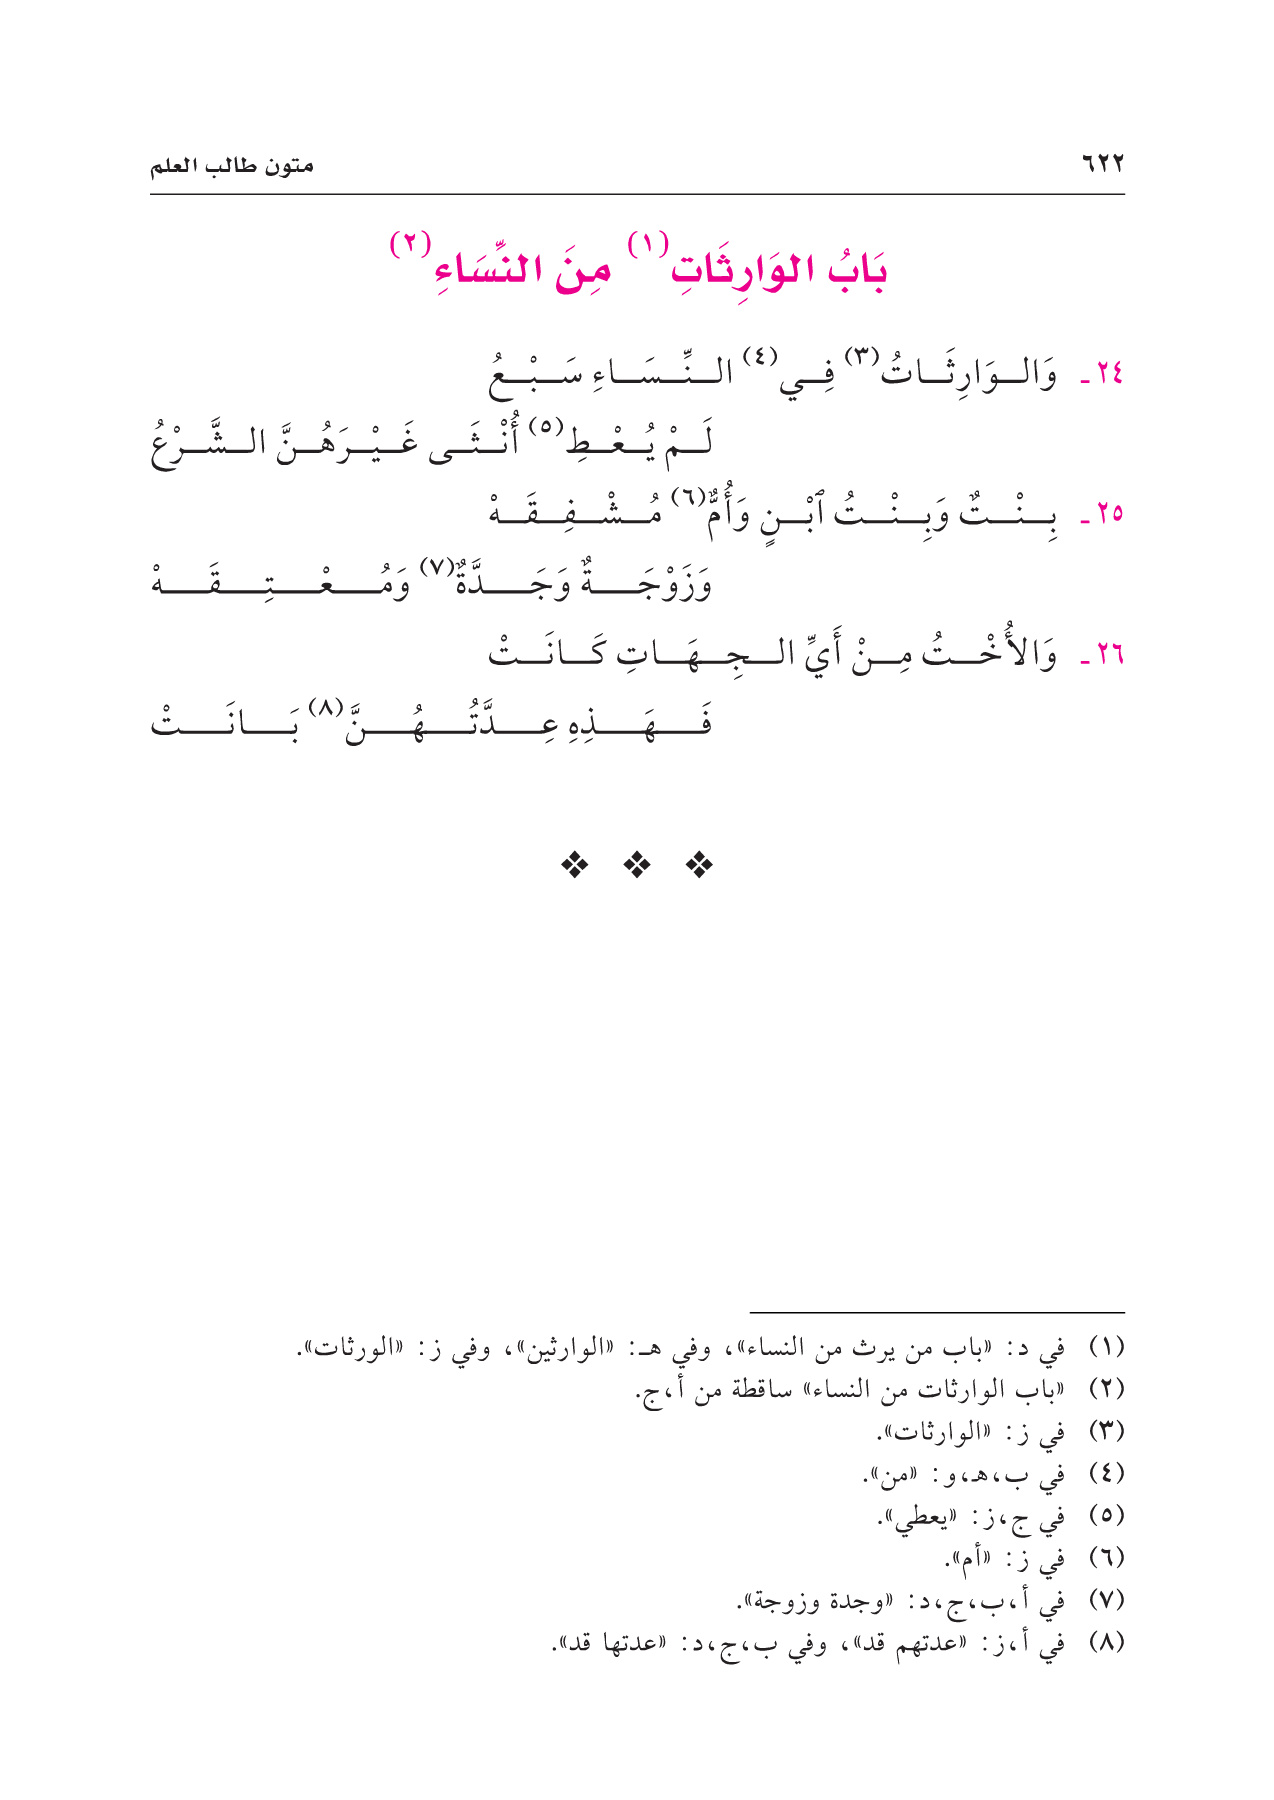 ٦٢٢ متون طالب العلم
بَابُ الوَارِثَاتِ(١) مِنَ النِّسَاءِ(٢)
٢٤ـ وَالوَارِثَاتُ(٣) فِي(٤) النِّسَاءِ سَبْعُ
لَمْ يُعْطِ(٥) أُنْثَى غَيْرَهُنَّ الشَّرْعُ
٢٥ـ بِنْتٌ وَبِنْتُ ٱبْنٍ وَأُمٌّ(٦) مُشْفِقَهْ
وَزَوْجَةٌ وَجَدَّةٌ(٧) وَمُعْتِقَهْ
٢٦ـ وَالأُخْتُ مِنْ أَيِّ الجِهَاتِ كَانَتْ
فَهَذِهِ عِدَّتُهُنَّ(٨) بَانَتْ
(١) في د: «باب من يرث من النساء»، وفي هـ: «الوارثين»، وفي ز: «الورثات».
(٢) «باب الوارثات من النساء» ساقطة من أ،ج.
(٣) في ز: «الوارثات».
(٤) في ب،هـ،و: «من».
(٥) في ج،ز: «يعطي».
(٦) في ز: «أم».
(٧) في أ،ب،ج،د: «وجدة وزوجة».
(٨) في أ،ز: «عدتهم قد»، وفي ب،ج،د: «عدتها قد».